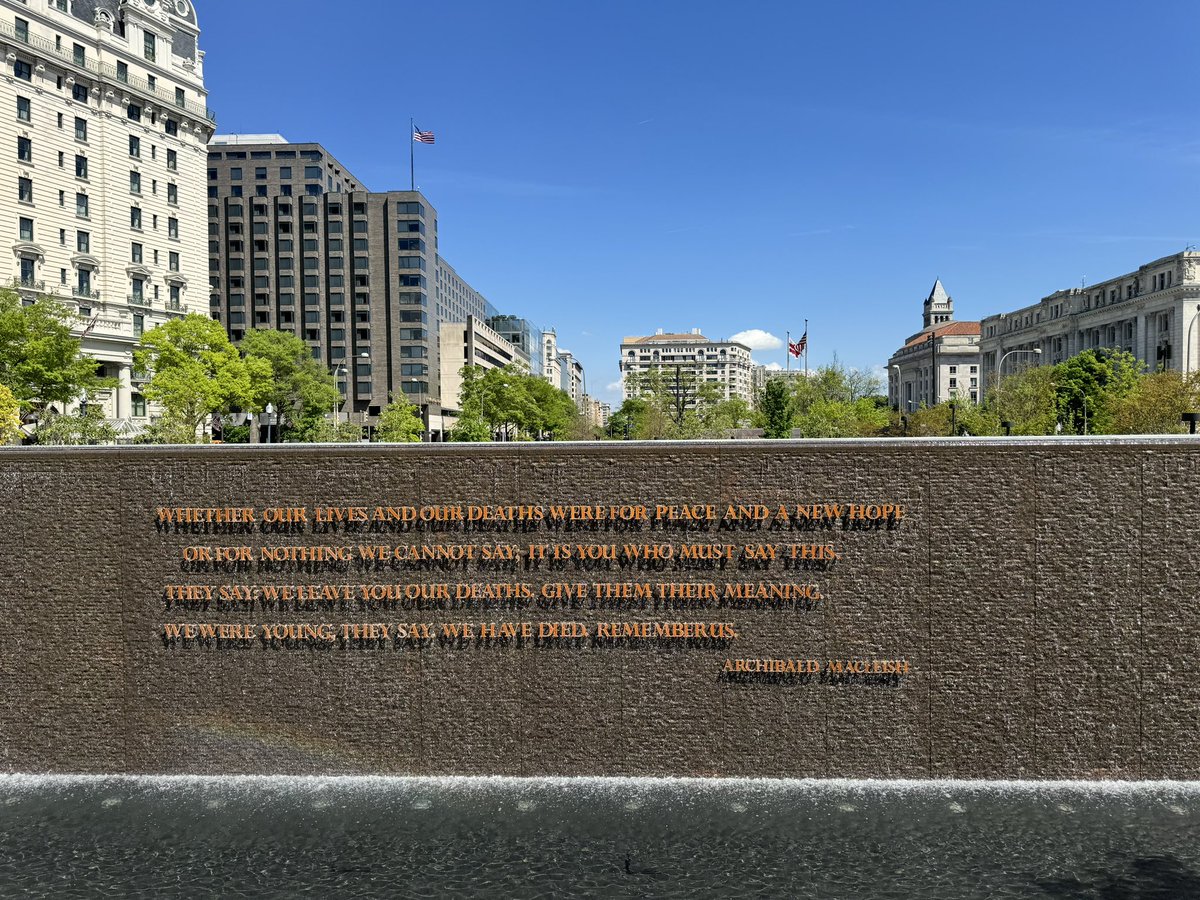 WHETHER OUR LIVES AND OUR DEATHS WERE FOR PEACE AND A NEW HOPE
OR FOR NOTHING WE CANNOT SAY; IT IS YOU WHO MUST SAY THIS.
THEY SAY: WE LEAVE YOU OUR DEATHS. GIVE THEM THEIR MEANING.
WE WERE YOUNG, THEY SAY. WE HAVE DIED. REMEMBER US.
ARCHIBALD MACLEISH